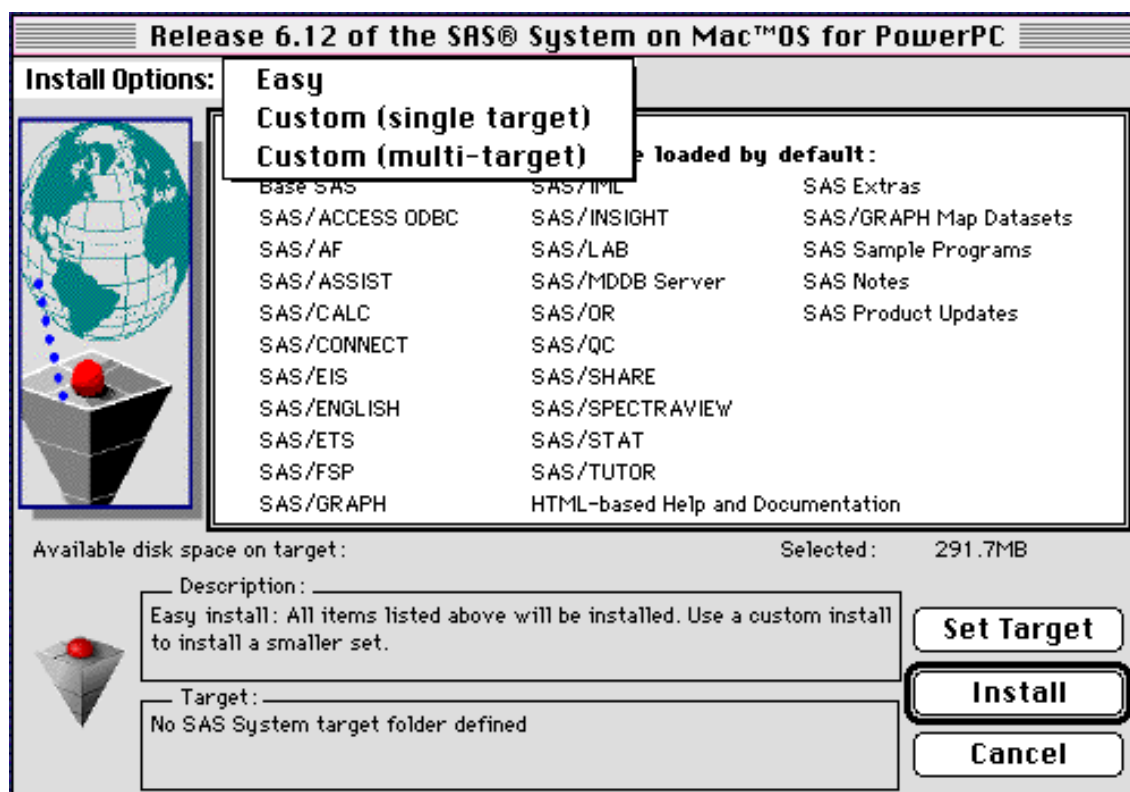 Release 6.12 of the SAS® System on Mac™OS for PowerPC
Install Options:
Easy
Custom (single target)
Custom (multi-target)
loaded by default:
Base SAS SAS/IML SAS Extras
SAS/ACCESS ODBC SAS/INSIGHT SAS/GRAPH Map Datasets
SAS/AF SAS/LAB SAS Sample Programs
SAS/ASSIST SAS/MDDB Server SAS Notes
SAS/CALC SAS/OR SAS Product Updates
SAS/CONNECT SAS/QC
SAS/EIS SAS/SHARE
SAS/ENGLISH SAS/SPECTRAVIEW
SAS/ETS SAS/STAT
SAS/FSP SAS/TUTOR
SAS/GRAPH HTML-based Help and Documentation
Available disk space on target: Selected: 291.7MB
Description:
Easy install: All items listed above will be installed. Use a custom install
to install a smaller set.
Set Target
Install
Target:
No SAS System target folder defined
Cancel